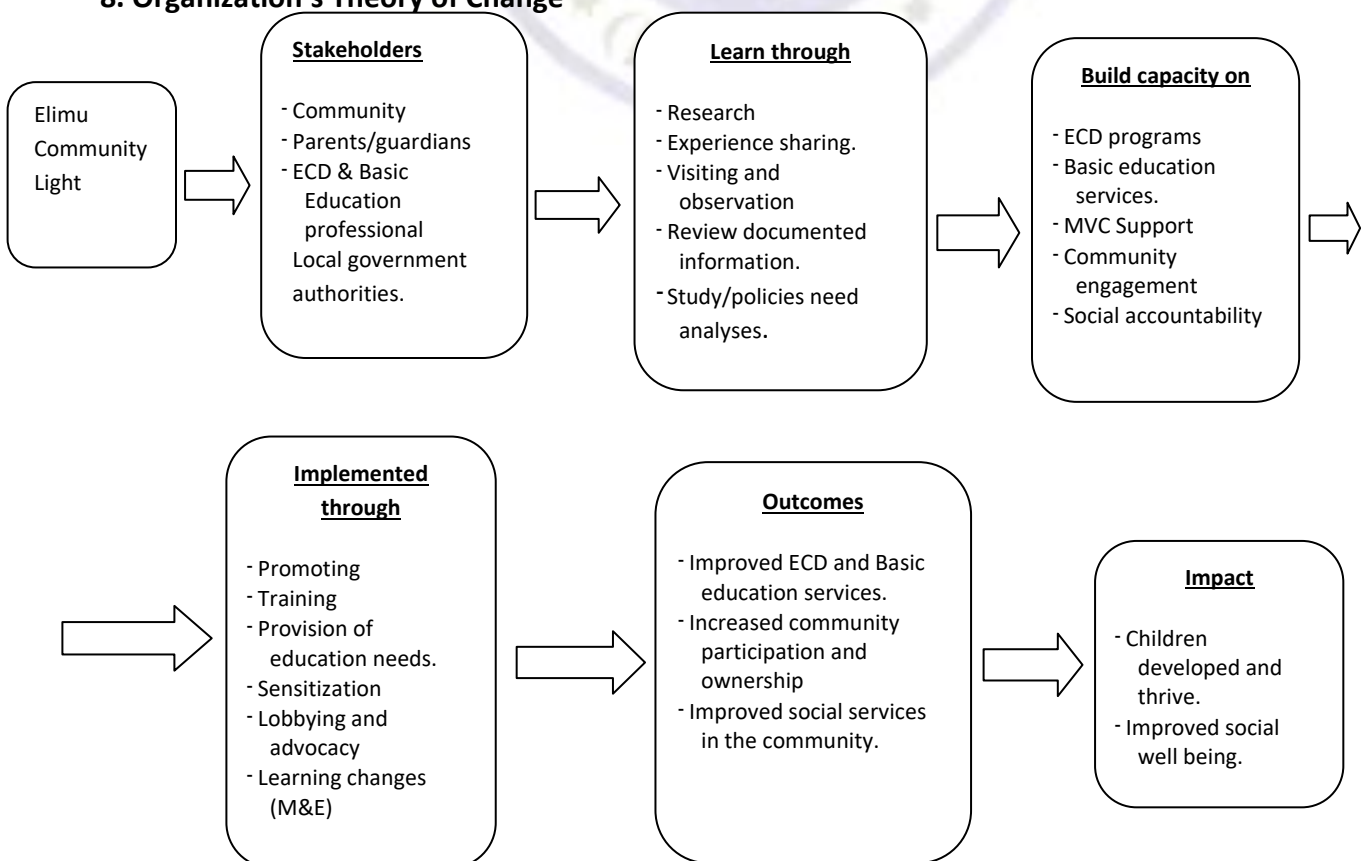 8. Organization's Theory of Change
Elimu
Community
Light
Stakeholders
- Community
- Parents/guardians
- ECD & Basic
Education
professional
Local government
authorities.
Learn through
- Research
- Experience sharing.
- Visiting and
observation
- Review documented
information.
- Study/policies need
analyses.
Build capacity on
- ECD programs
- Basic education
services.
- MVC Support
- Community
engagement
- Social accountability
Implemented
through
- Promoting
- Training
- Provision of
education needs.
- Sensitization
- Lobbying and
advocacy
- Learning changes
(M&E)
Outcomes
- Improved ECD and Basic
education services.
- Increased community
participation and
ownership
- Improved social services
in the community.
Impact
- Children
developed and
thrive.
- Improved social
well being.